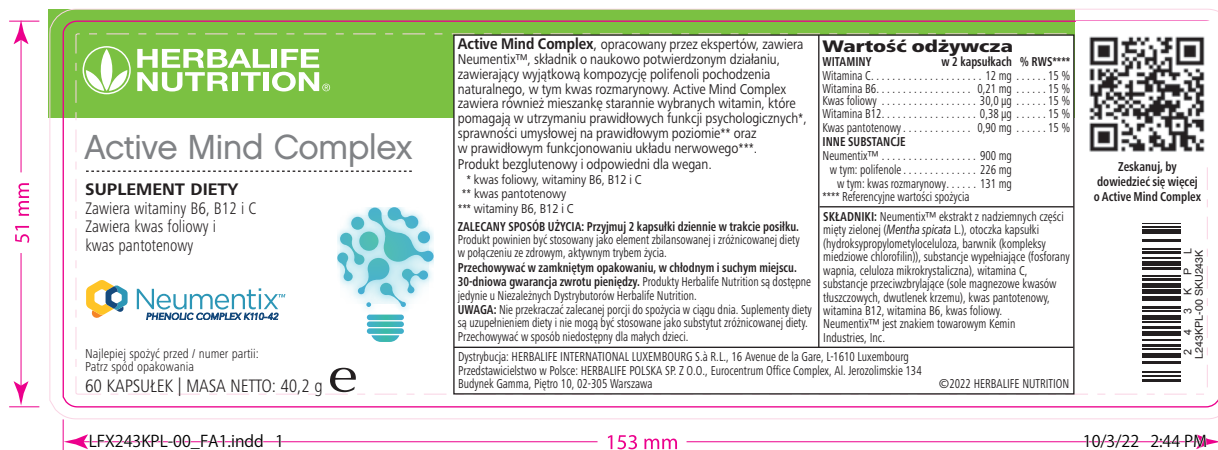 HERBALIFE
NUTRITION®
Active Mind Complex
SUPLEMENT DIETY
Zawiera witaminy B6, B12 i C
Zawiera kwas foliowy i
kwas pantotenowy
Neumentix™
PHENOLIC COMPLEX K110-42
Najlepiej spożyć przed / numer partii:
Patrz spód opakowania
60 KAPSUŁEK | MASA NETTO: 40,2 g ℮
Active Mind Complex, opracowany przez ekspertów, zawiera
Neumentix™, składnik o naukowo potwierdzonym działaniu,
zawierający wyjątkową kompozycję polifenoli pochodzenia
naturalnego, w tym kwas rozmarynowy. Active Mind Complex
zawiera również mieszankę starannie wybranych witamin, które
pomagają w utrzymaniu prawidłowych funkcji psychologicznych*,
sprawności umysłowej na prawidłowym poziomie** oraz
w prawidłowym funkcjonowaniu układu nerwowego***.
Produkt bezglutenowy i odpowiedni dla wegan.
* kwas foliowy, witaminy B6, B12 i C
** kwas pantotenowy
*** witaminy B6, B12 i C
ZALECANY SPOSÓB UŻYCIA: Przyjmuj 2 kapsułki dziennie w trakcie posiłku.
Produkt powinien być stosowany jako element zbilansowanej i zróżnicowanej diety
w połączeniu ze zdrowym, aktywnym trybem życia.
Przechowywać w zamkniętym opakowaniu, w chłodnym i suchym miejscu.
30-dniowa gwarancja zwrotu pieniędzy. Produkty Herbalife Nutrition są dostępne
jedynie u Niezależnych Dystrybutorów Herbalife Nutrition.
UWAGA: Nie przekraczać zalecanej porcji do spożycia w ciągu dnia. Suplementy diety
są uzupełnieniem diety i nie mogą być stosowane jako substytut zróżnicowanej diety.
Przechowywać w sposób niedostępny dla małych dzieci.
Wartość odżywcza
WITAMINY w 2 kapsułkach % RWS****
Witamina C. . . . . . . . . . . . . . . . . . . 12 mg . . . . . . 15 %
Witamina B6. . . . . . . . . . . . . . . . . 0,21 mg . . . . . . 15 %
Kwas foliowy . . . . . . . . . . . . . . . . . 30,0 µg . . . . . . 15 %
Witamina B12. . . . . . . . . . . . . . . . 0,38 µg . . . . . . 15 %
Kwas pantotenowy . . . . . . . . . . . . 0,90 mg . . . . . . 15 %
INNE SUBSTANCJE
Neumentix™ . . . . . . . . . . . . . . . . . 900 mg
w tym: polifenole . . . . . . . . . . . . . 226 mg
w tym: kwas rozmarynowy. . . . . . 131 mg
**** Referencyjne wartości spożycia
SKŁADNIKI: Neumentix™ ekstrakt z nadziemnych części
mięty zielonej (Mentha spicata L.), otoczka kapsułki
(hydroksypropylometyloceluloza, barwnik (kompleksy
miedziowe chlorofilin)), substancje wypełniające (fosforany
wapnia, celuloza mikrokrystaliczna), witamina C,
substancje przeciwzbrylające (sole magnezowe kwasów
tłuszczowych, dwutlenek krzemu), kwas pantotenowy,
witamina B12, witamina B6, kwas foliowy.
Neumentix™ jest znakiem towarowym Kemin
Industries, Inc.
Dystrybucja: HERBALIFE INTERNATIONAL LUXEMBOURG S.à R.L., 16 Avenue de la Gare, L-1610 Luxembourg
Przedstawicielstwo w Polsce: HERBALIFE POLSKA SP. Z O.O., Eurocentrum Office Complex, Al. Jerozolimskie 134
Budynek Gamma, Piętro 10, 02-305 Warszawa ©2022 HERBALIFE NUTRITION
Zeskanuj, by
dowiedzieć się więcej
o Active Mind Complex
2 4 3 K P L
L243KPL-00 SKU243K
51 mm
153 mm
LFX243KPL-00_FA1.indd 1
10/3/22 2:44 PM